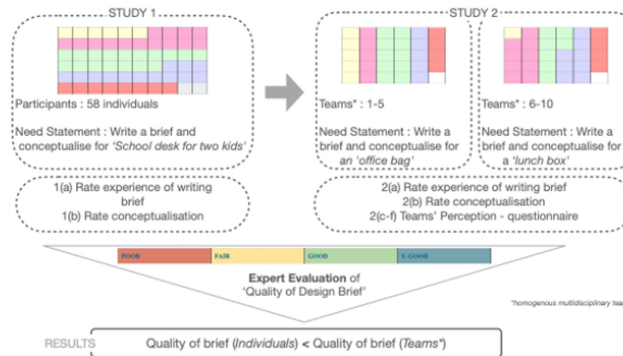 STUDY 1
STUDY 2
Participants : 58 individuals
Need Statement : Write a brief and
conceptualise for 'School desk for two kids'
Teams* : 1-5
Need Statement : Write a
brief and conceptualise for
an 'office bag'
Teams* : 6-10
Need Statement : Write a
brief and conceptualise for
a 'lunch box'
1(a) Rate experience of writing
brief
1(b) Rate conceptualisation
2(a) Rate experience of writing brief
2(b) Rate conceptualisation
2(c-f) Teams' Perception - questionnaire
POOR
FAIR
GOOD
V. GOOD
Expert Evaluation of
'Quality of Design Brief'
*homogenous multidisciplinary
RESULTS
Quality of brief (Individuals) < Quality of brief (Teams*)